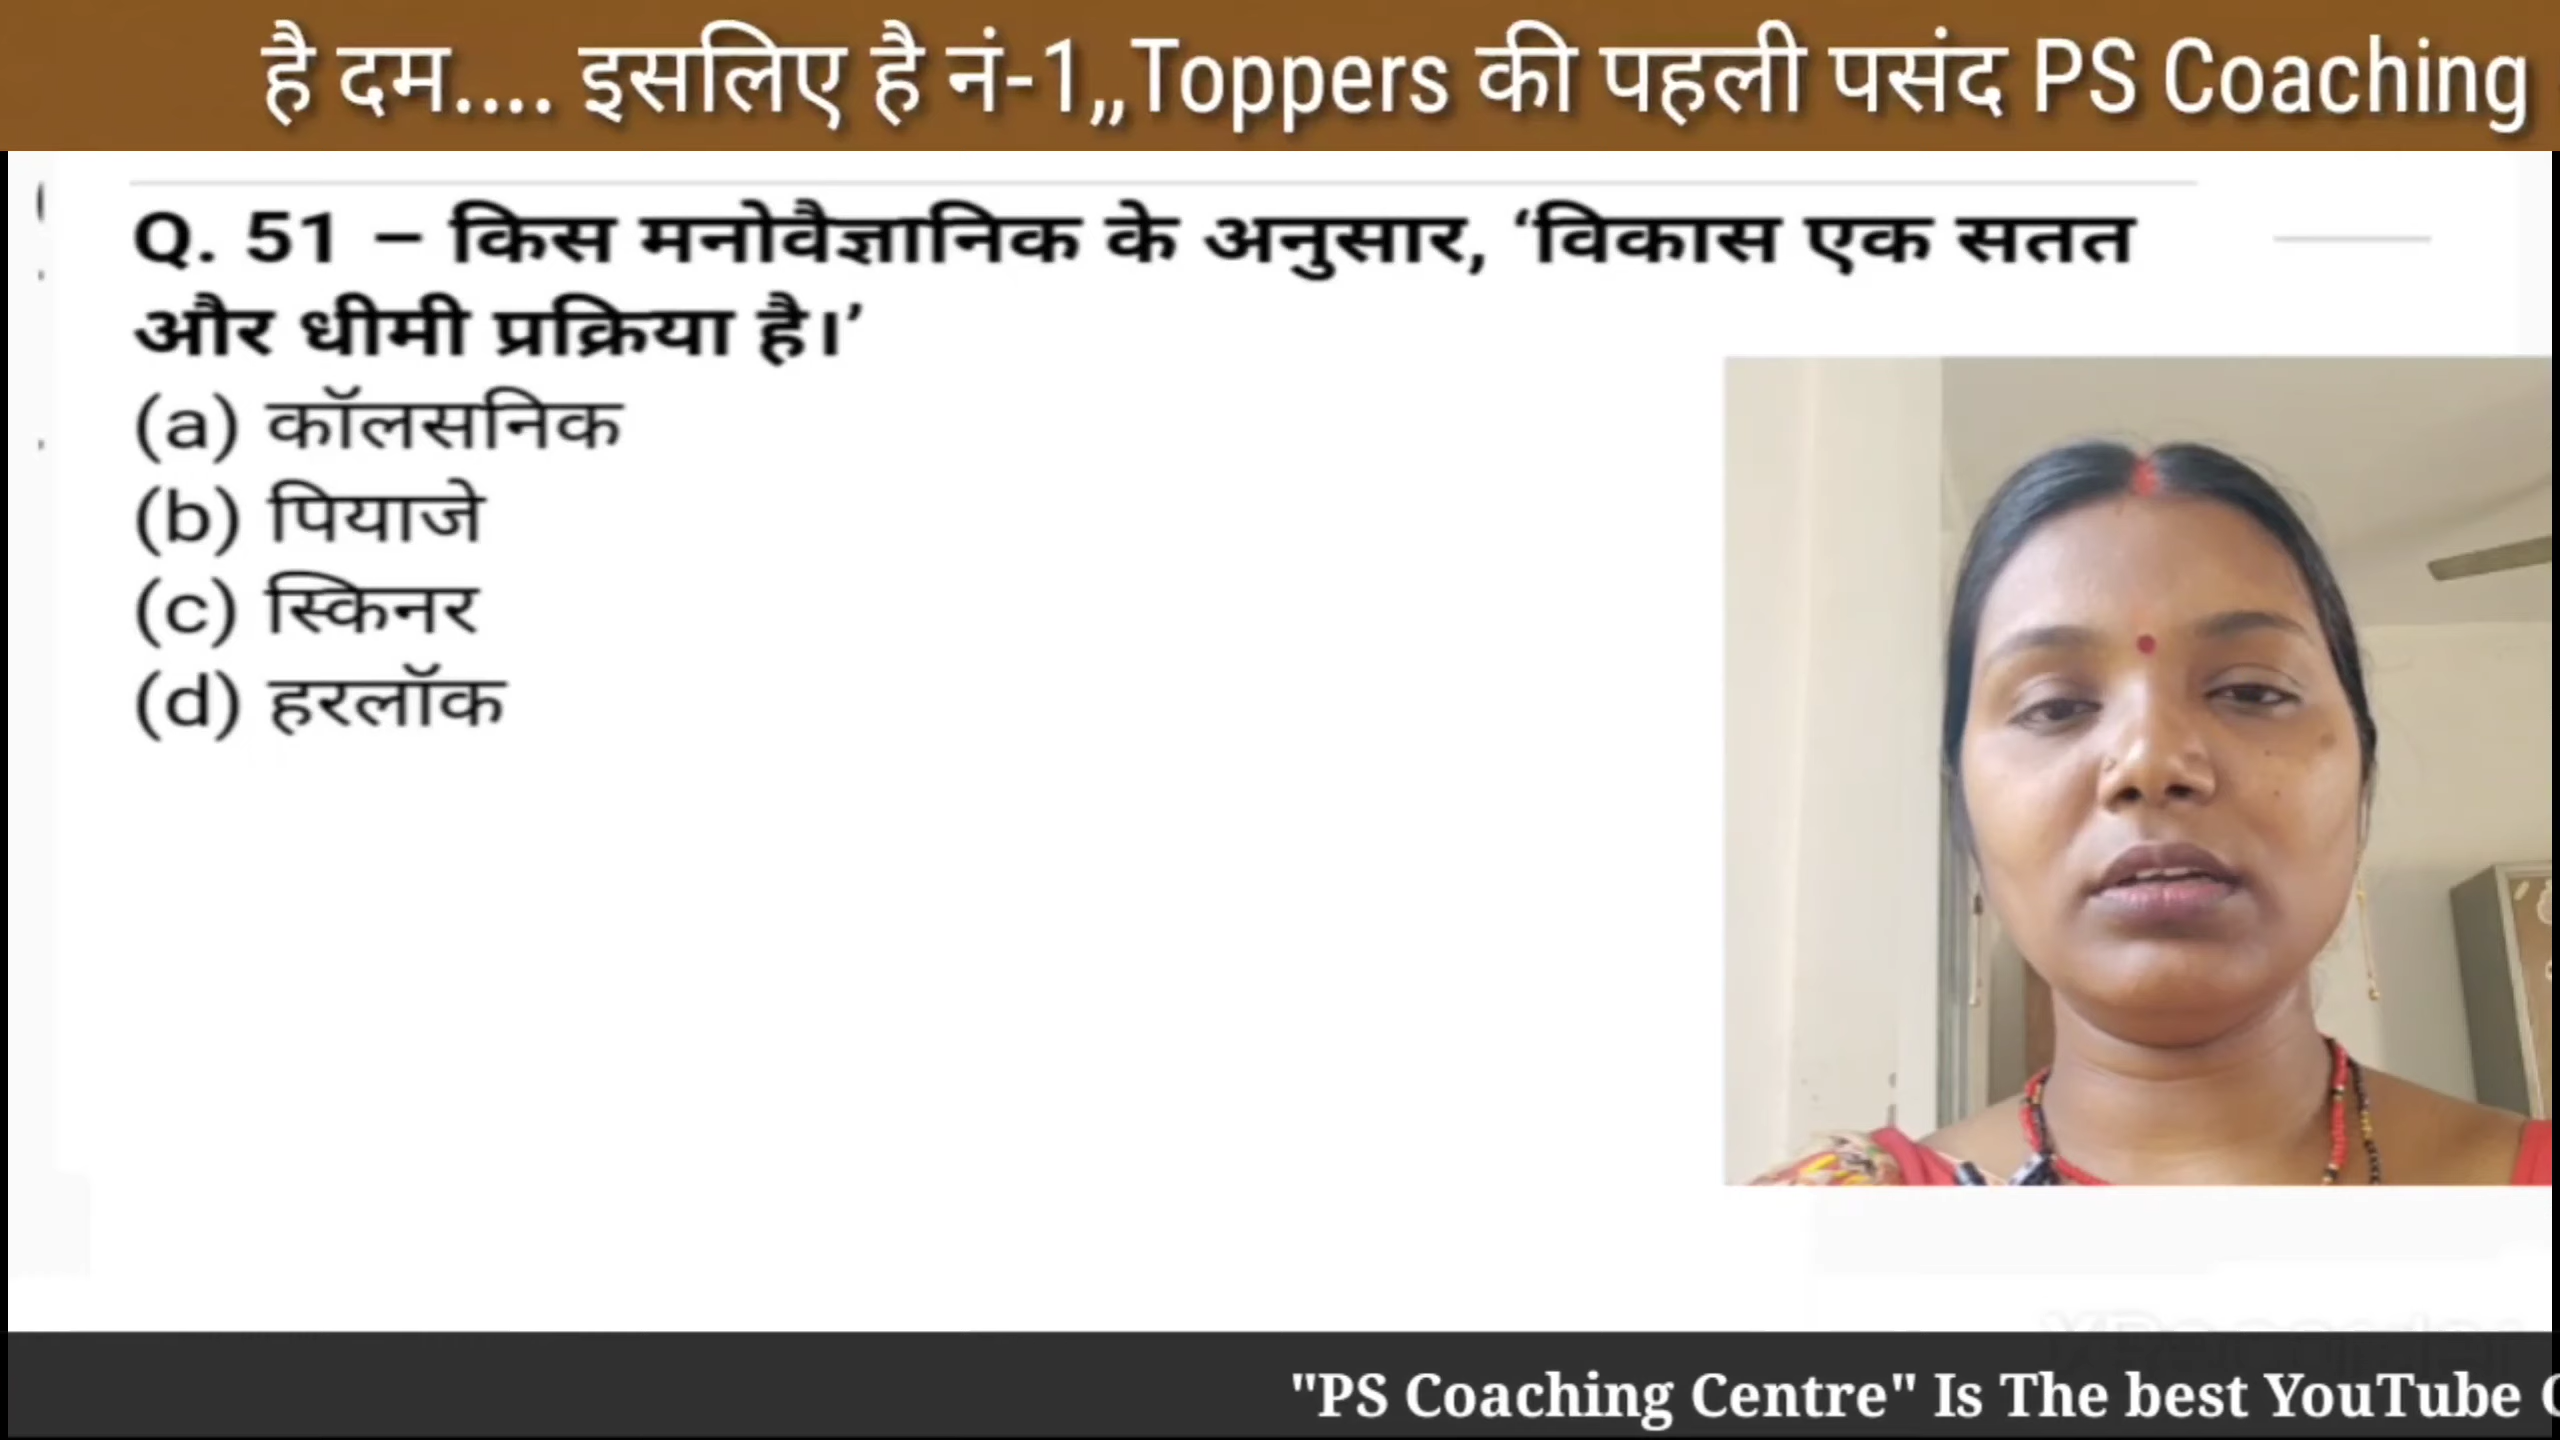 है दम.... इसलिए है नं-1,,Toppers की पहली पसंद PS Coaching
Q. 51 – किस मनोवैज्ञानिक के अनुसार, ‘विकास एक सतत
और धीमी प्रक्रिया है।’
(a) कॉलसनिक
(b) पियाजे
(c) स्किनर
(d) हरलॉक
"PS Coaching Centre" Is The best YouTube